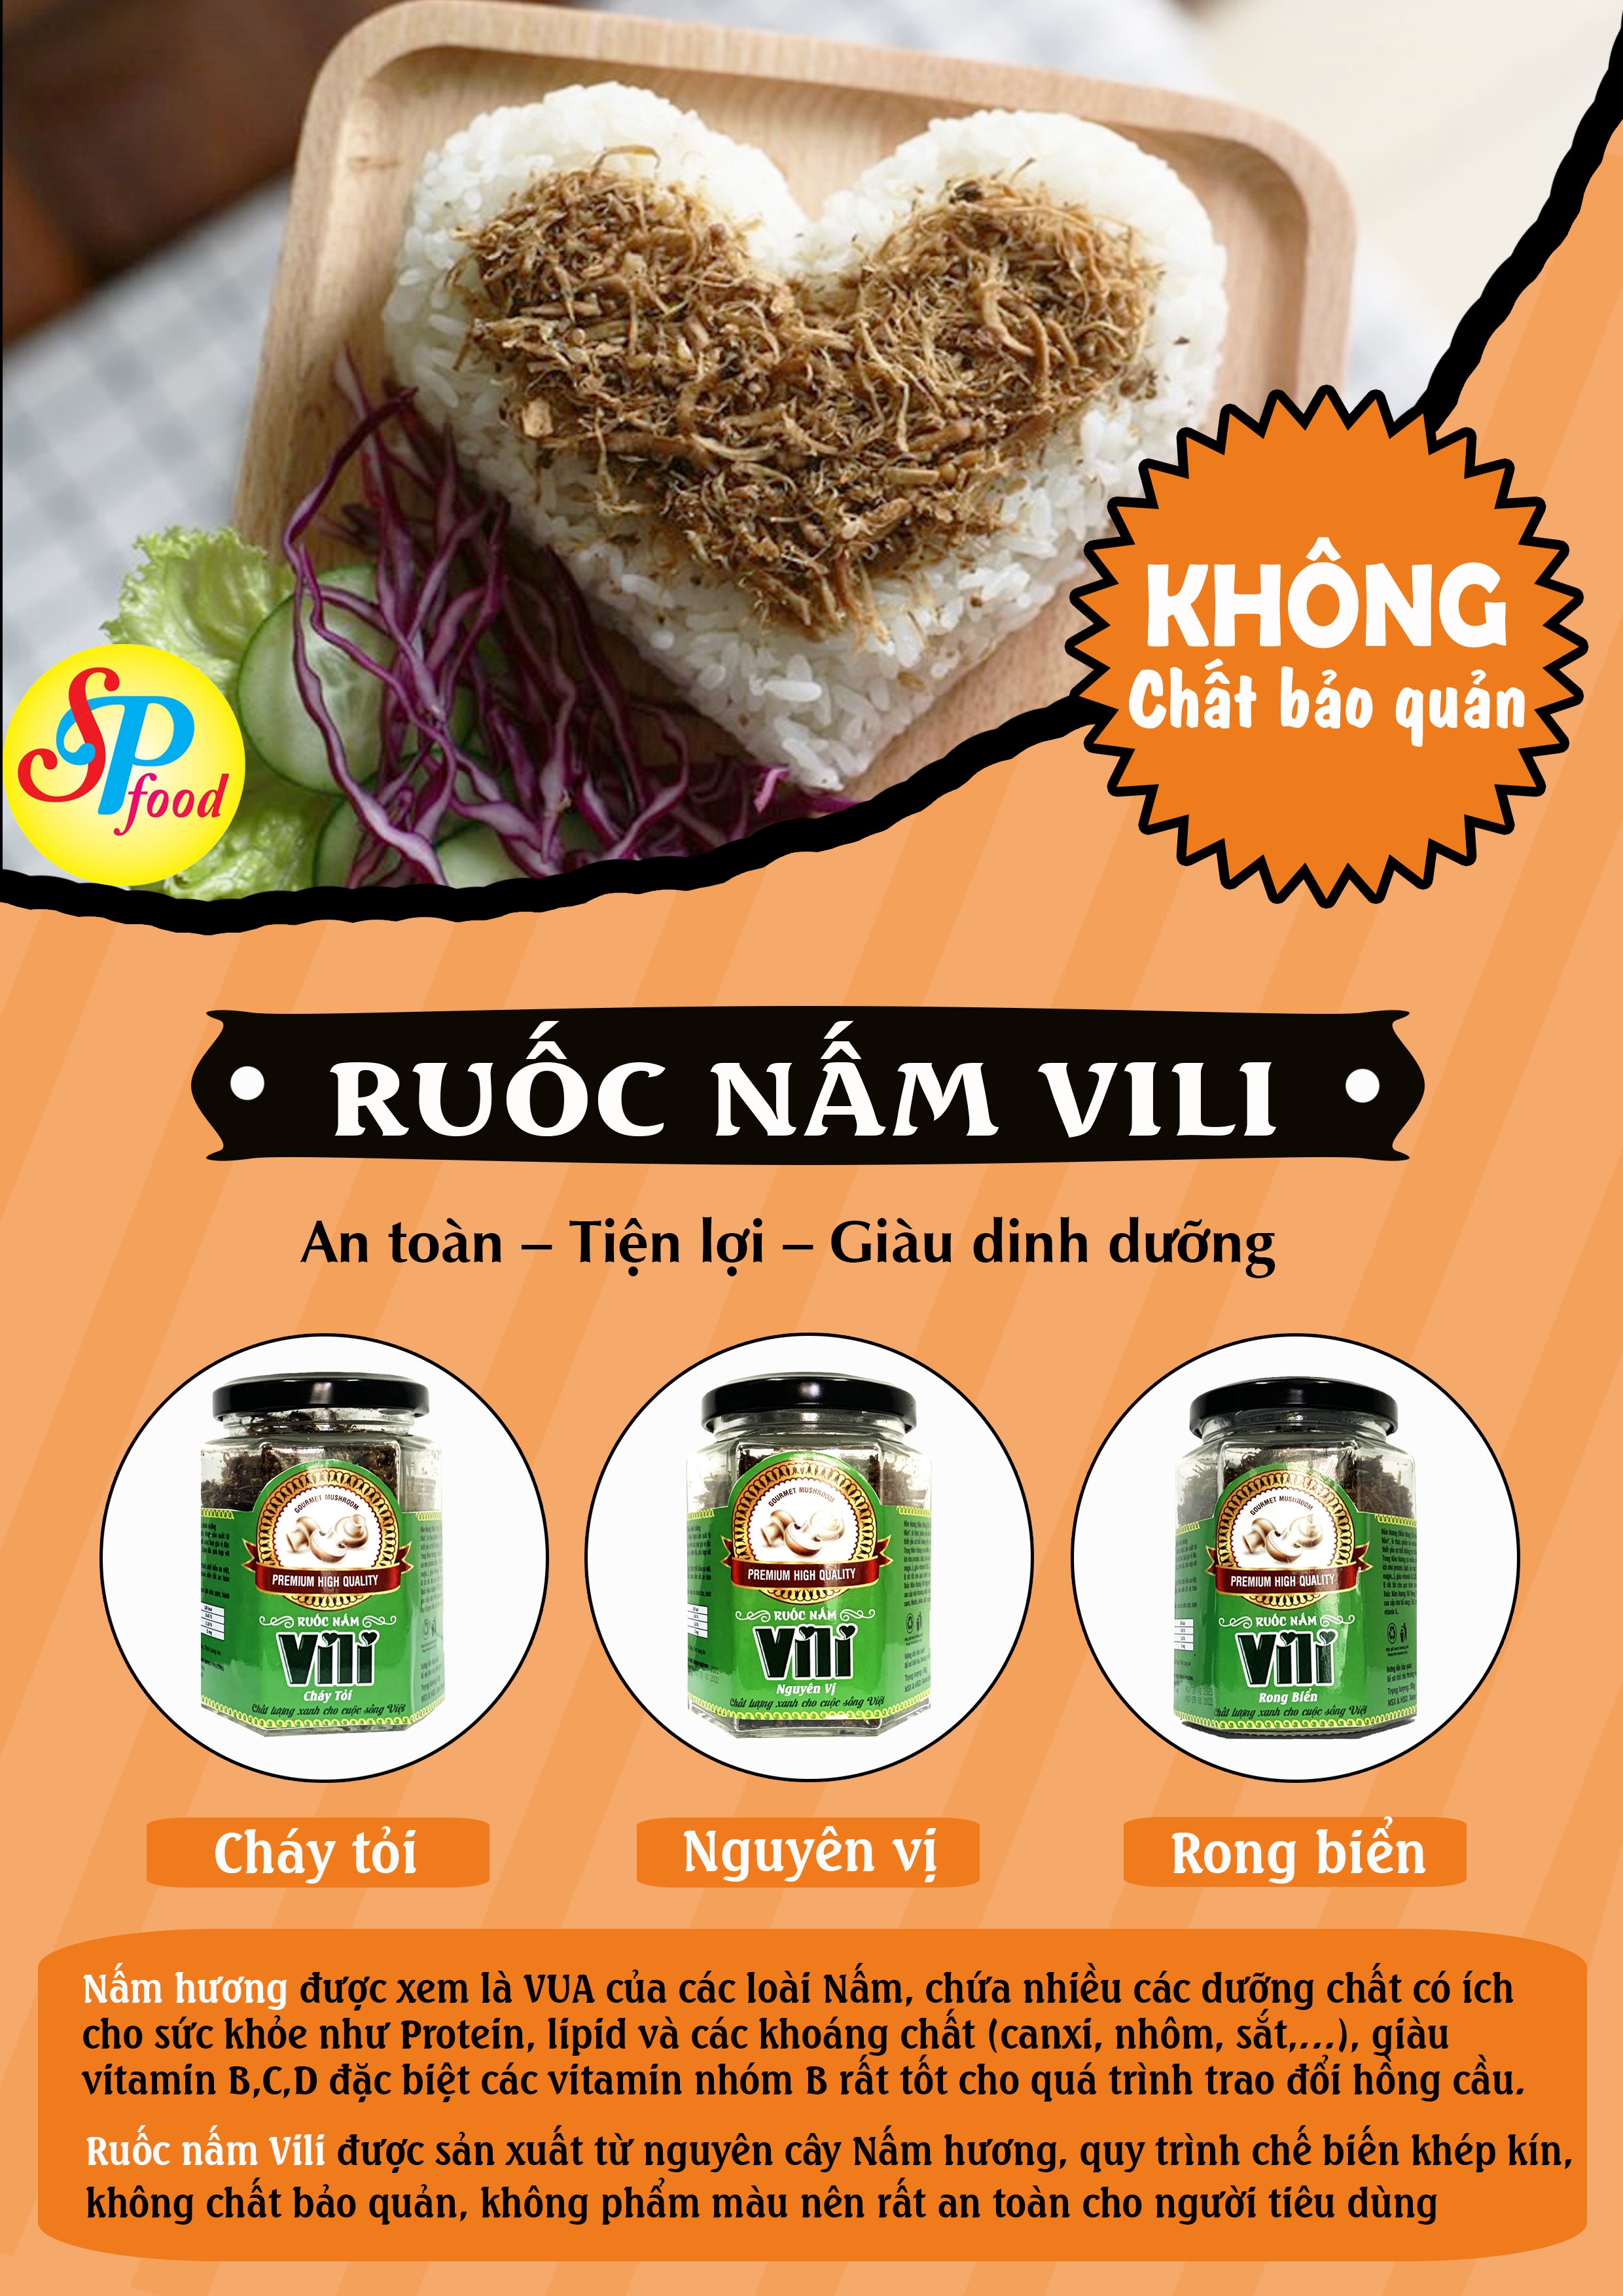 KHÔNG
Chất bảo quản
SP
food
RUỐC NẤM VILI
An toàn – Tiện lợi – Giàu dinh dưỡng
GOURMET MUSHROOM
PREMIUM HIGH QUALITY
RUỐC NẤM
Vili
Cháy Tỏi
Chất lượng xanh cho cuộc sống Việt
GOURMET MUSHROOM
PREMIUM HIGH QUALITY
RUỐC NẤM
Vili
Nguyên Vị
Chất lượng xanh cho cuộc sống Việt
GOURMET MUSHROOM
PREMIUM HIGH QUALITY
RUỐC NẤM
Vili
Rong Biển
Chất lượng xanh cho cuộc sống Việt
Cháy tỏi
Nguyên vị
Rong biển
Nấm hương được xem là VUA của các loài Nấm, chứa nhiều các dưỡng chất có ích
cho sức khỏe như Protein, lipid và các khoáng chất (canxi, nhôm, sắt,...), giàu
vitamin B,C,D đặc biệt các vitamin nhóm B rất tốt cho quá trình trao đổi hồng cầu.
Ruốc nấm Vili được sản xuất từ nguyên cây Nấm hương, quy trình chế biến khép kín,
không chất bảo quản, không phẩm màu nên rất an toàn cho người tiêu dùng